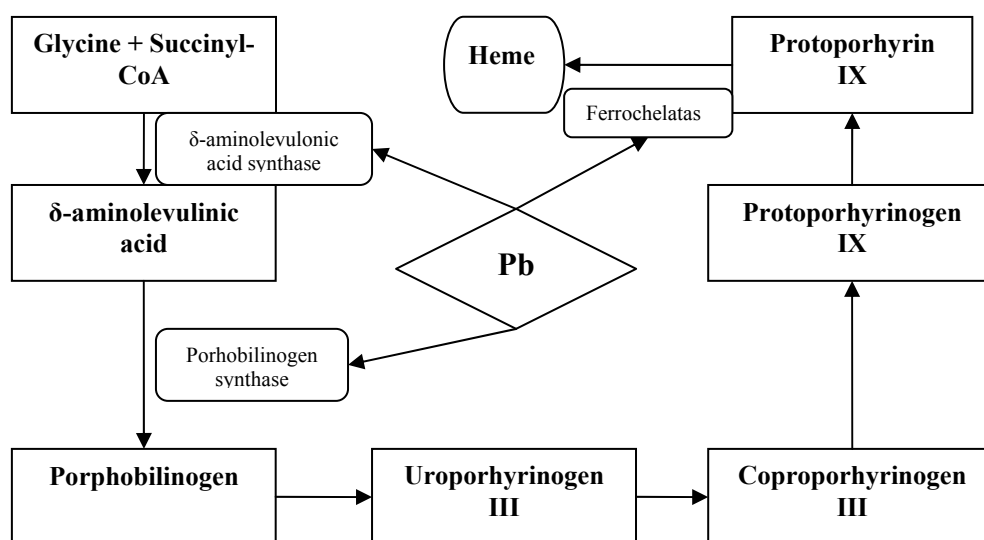 Glycine + Succinyl-
CoA
δ-aminolevulonic
acid synthase
δ-aminolevulinic
acid
Porhobilinogen
synthase
Porphobilinogen
Uroporhyrinogen
III
Coproporhyrinogen
III
Protoporhyrinogen
IX
Protoporhyrin
IX
Ferrochelatas
Heme
Pb